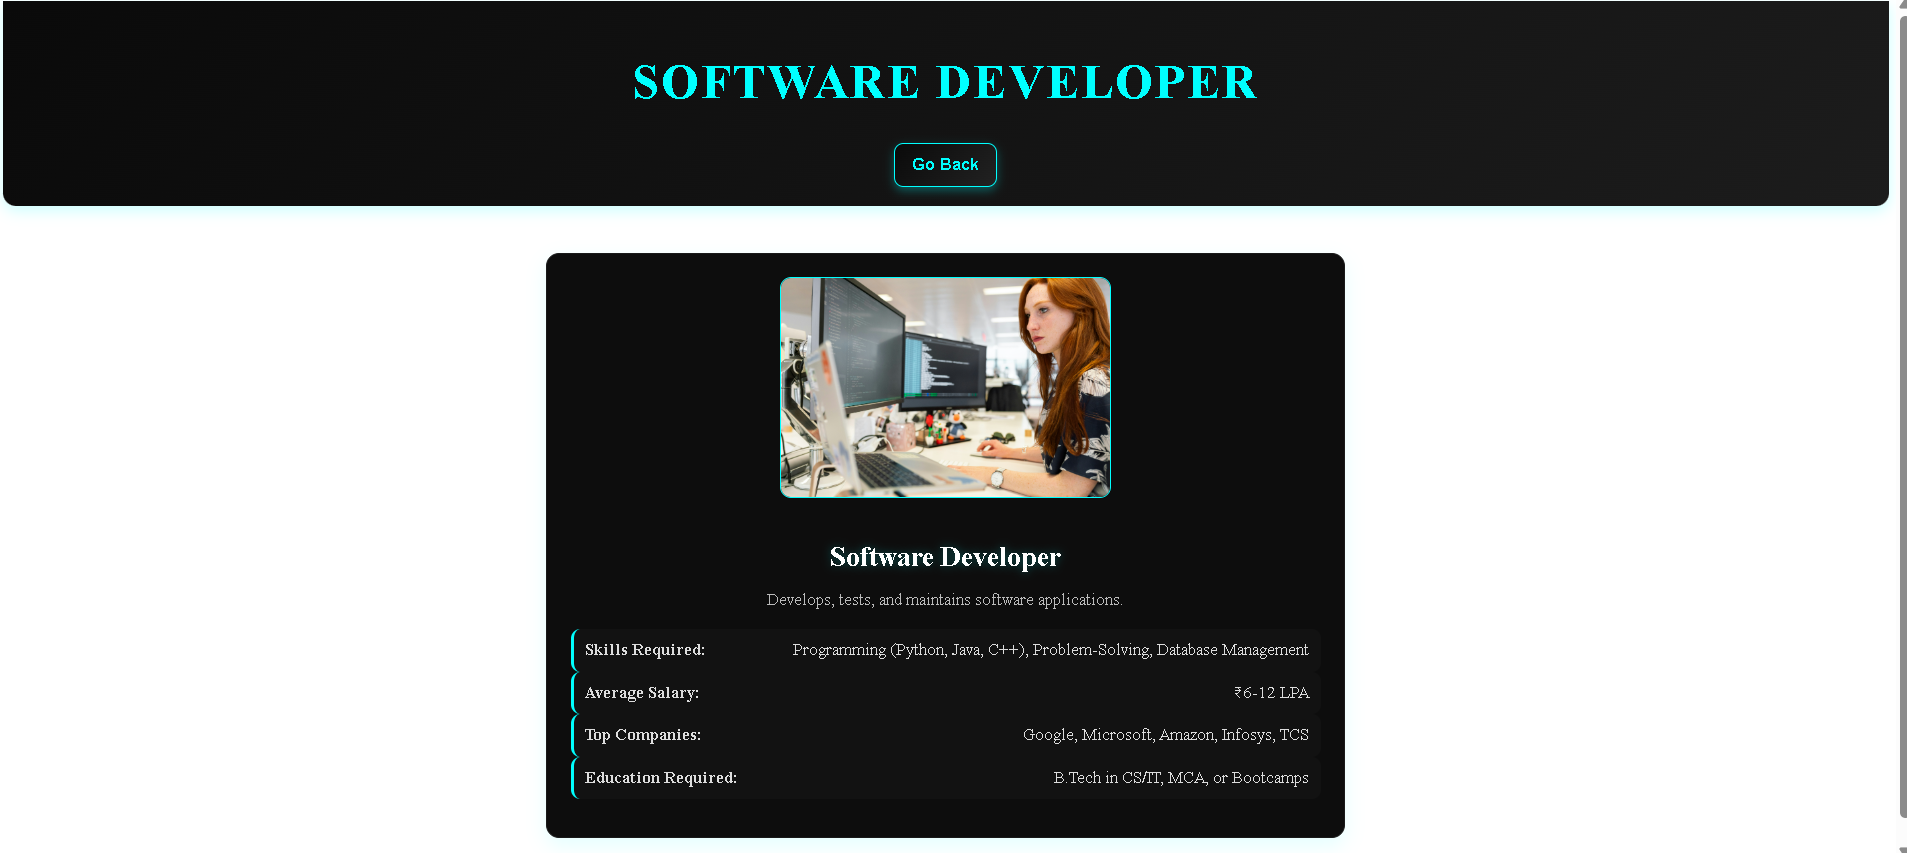 SOFTWARE DEVELOPER
Go Back
Software Developer
Develops, tests, and maintains software applications.
Skills Required: Programming (Python, Java, C++), Problem-Solving, Database Management
Average Salary: ₹6-12 LPA
Top Companies: Google, Microsoft, Amazon, Infosys, TCS
Education Required: B.Tech in CS/IT, MCA, or Bootcamps